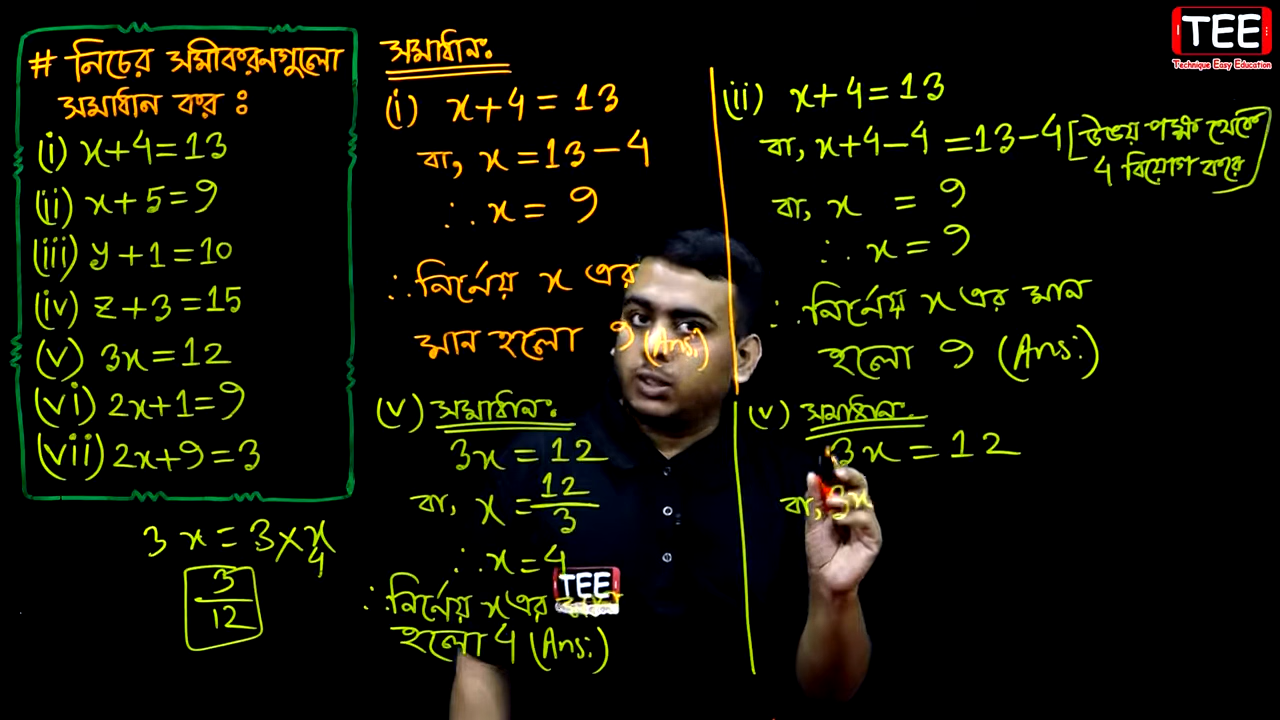 # নিচের সমীকরণগুলো
সমাধান কর :
(i) x+4=13
(ii) x+5=9
(iii) y+1=10
(iv) z+3=15
(v) 3x=12
(vi) 2x+1=9
(vii) 2x+9=3
3x=3×x
4
3
12
সমাধান:
(i) x+4=13
বা, x=13-4
∴ x= 9
∴ নির্ণেয় x এর
মান হলো 9 (Ans:)
(ii) x+4=13
বা, x+4-4=13-4 [উভয় পক্ষ থেকে
4 বিয়োগ করে
বা, x = 9
∴ x = 9
∴ নির্ণেয় x এর মান
হলো 9 (Ans:)
(v) সমাধান:
3x = 12
বা, x = 12/3
∴ x = 4
∴ নির্ণেয় x এর
হলো 4 (Ans:)
(v) সমাধান:
3x = 12
বা, 3x
TEE
Technique Easy Education
TEE